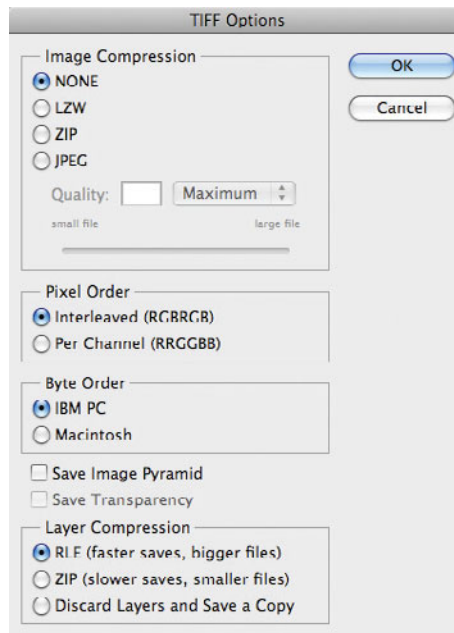 TIFF Options
Image Compression
NONE
LZW
ZIP
JPEG
Quality:
Maximum
small file
large file
OK
Cancel
Pixel Order
Interleaved (RGBRGB)
Per Channel (RRGGBB)
Byte Order
IBM PC
Macintosh
Save Image Pyramid
Save Transparency
Layer Compression
RLE (faster saves, bigger files)
ZIP (slower saves, smaller files)
Discard Layers and Save a Copy